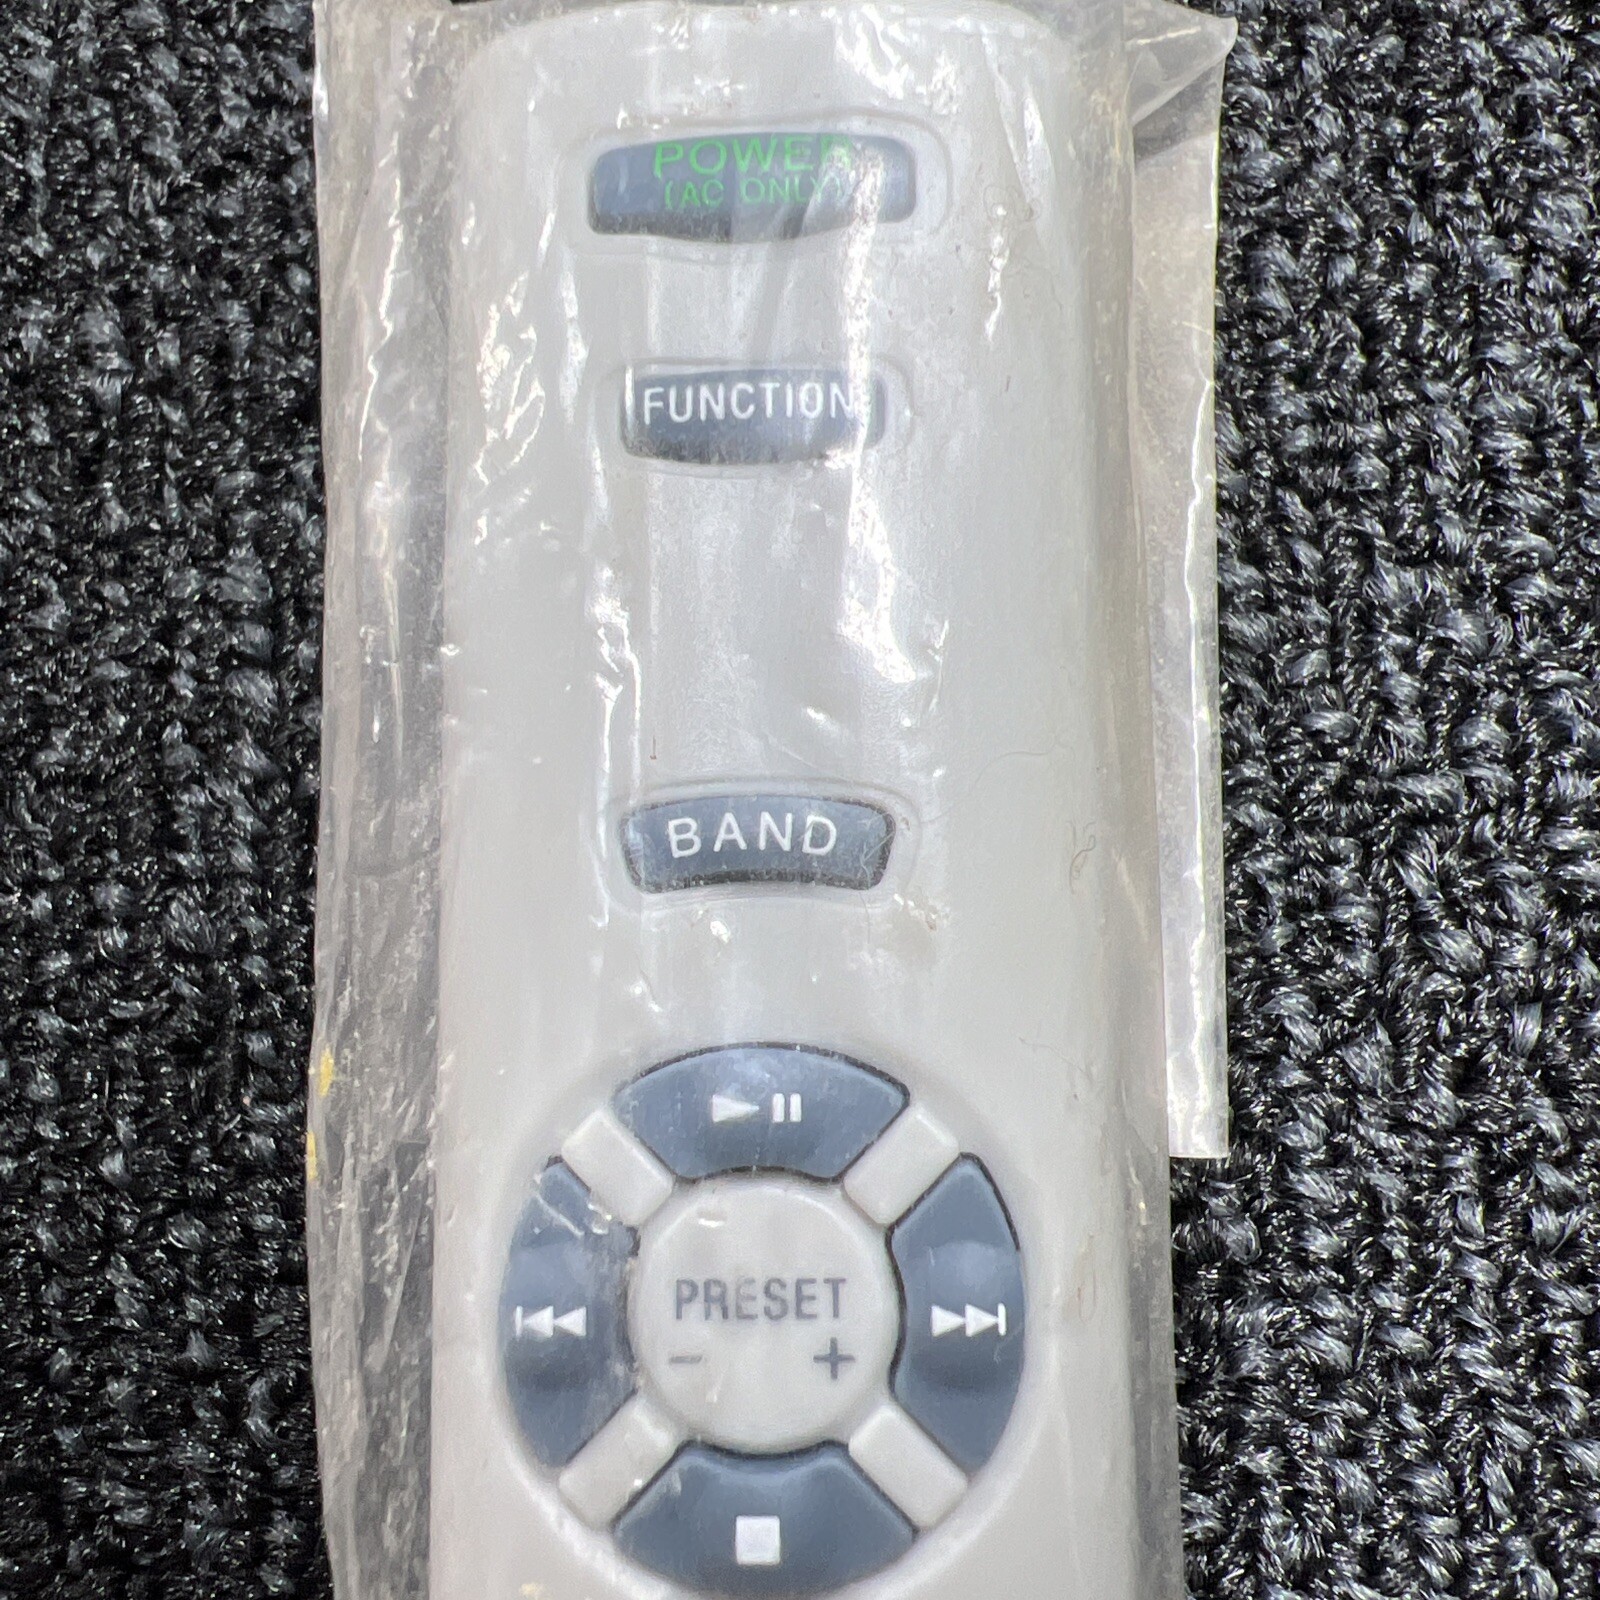 POWER
(AC ONLY)
FUNCTION
BAND
PRESET
- +